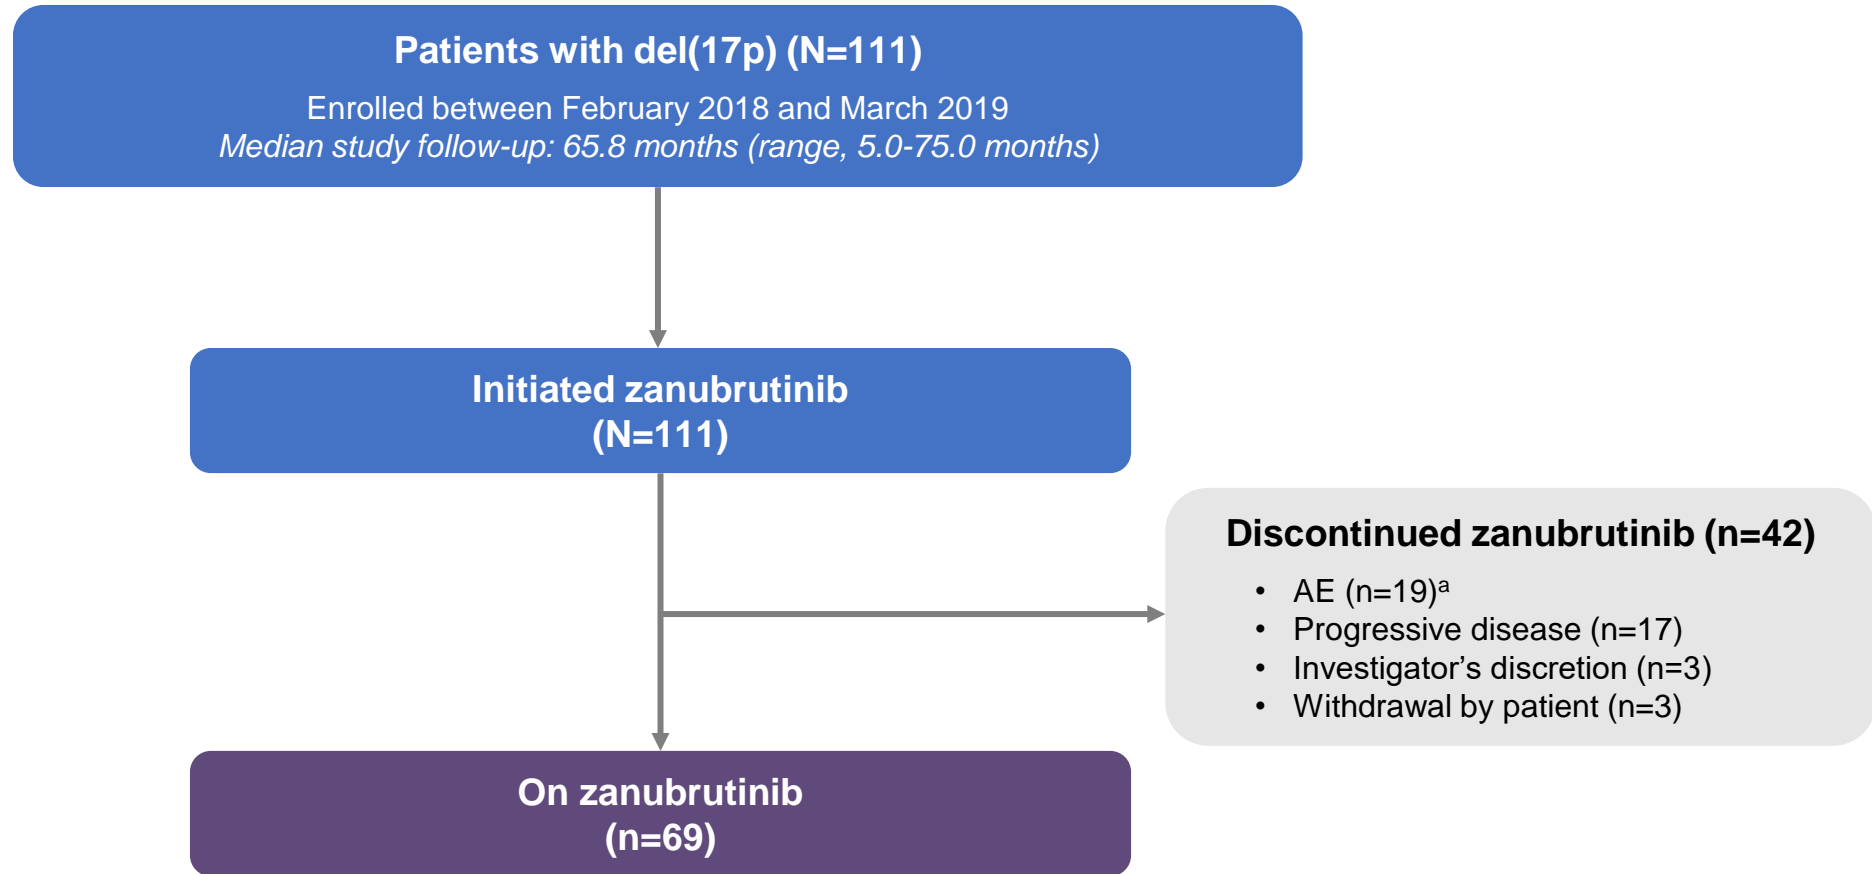 Patients with del(17p) (N=111)
Enrolled between February 2018 and March 2019
Median study follow-up: 65.8 months (range, 5.0-75.0 months)
Initiated zanubrutinib
(N=111)
Discontinued zanubrutinib (n=42)
• AE (n=19)ᵃ
• Progressive disease (n=17)
• Investigator’s discretion (n=3)
• Withdrawal by patient (n=3)
On zanubrutinib
(n=69)